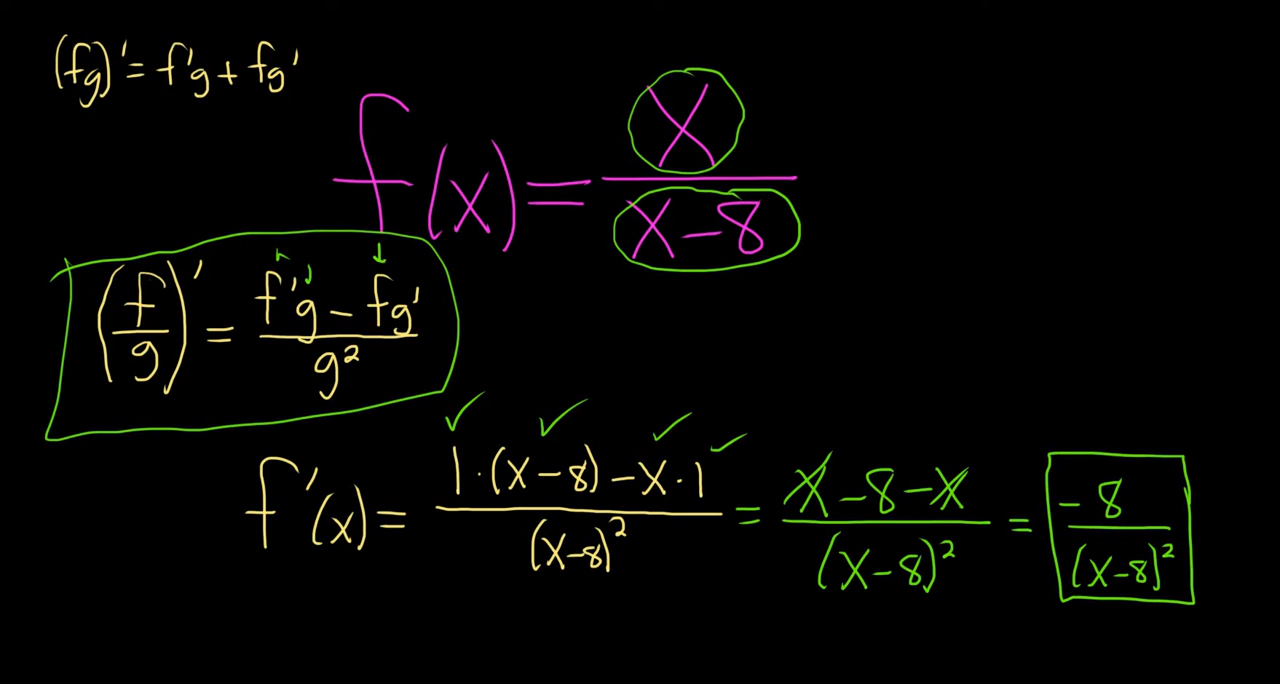 (fg)' = f'g + fg'
f(x) = x/(x-8)
(f/g)' = (f'g - fg')/g²
f'(x) = (1·(x-8) - x·1)/(x-8)² = (x-8-x)/(x-8)² = -8/(x-8)²